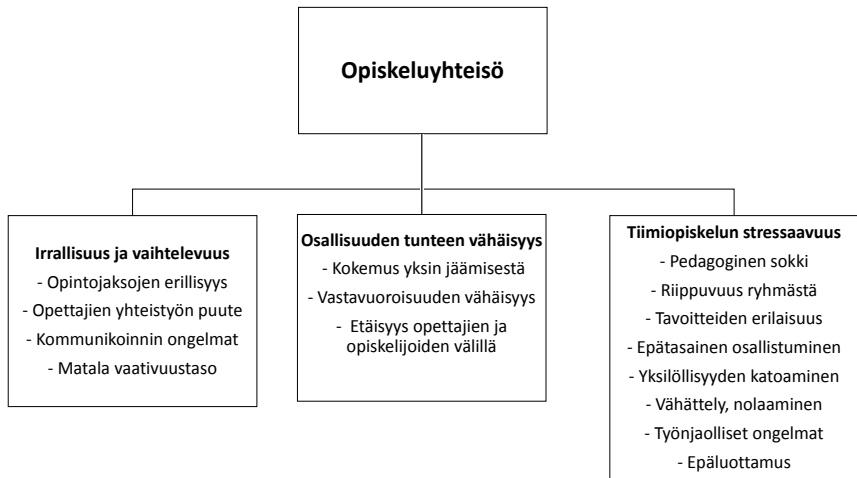 Opiskeluyhteisö
Irrallisuus ja vaihtelevuus
- Opintojaksojen erillisyys
- Opettajien yhteistyön puute
- Kommunikoinnin ongelmat
- Matala vaativuustaso
Osallisuuden tunteen vähäisyys
- Kokemus yksin jäämisestä
- Vastavuoroisuuden vähäisyys
- Etäisyys opettajien ja
opiskelijoiden välillä
Tiimiopiskelun stressaavuus
- Pedagoginen sokki
- Riippuvuus ryhmästä
- Tavoitteiden erilaisuus
- Epätasainen osallistuminen
- Yksilöllisyyden katoaminen
- Vähättely, nolaaminen
- Työnjaolliset ongelmat
- Epäluottamus